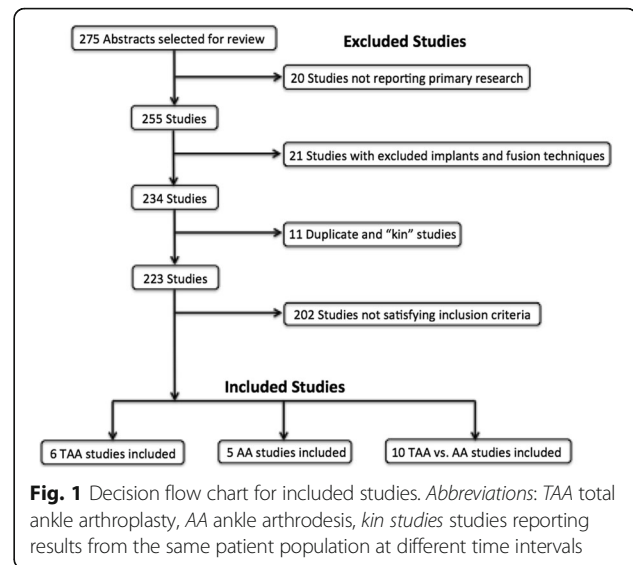 275 Abstracts selected for review
Excluded Studies
20 Studies not reporting primary research
255 Studies
21 Studies with excluded implants and fusion techniques
234 Studies
11 Duplicate and “kin” studies
223 Studies
202 Studies not satisfying inclusion criteria
Included Studies
6 TAA studies included
5 AA studies included
10 TAA vs. AA studies included
Fig. 1 Decision flow chart for included studies. Abbreviations: TAA total
ankle arthroplasty, AA ankle arthrodesis, kin studies studies reporting
results from the same patient population at different time intervals